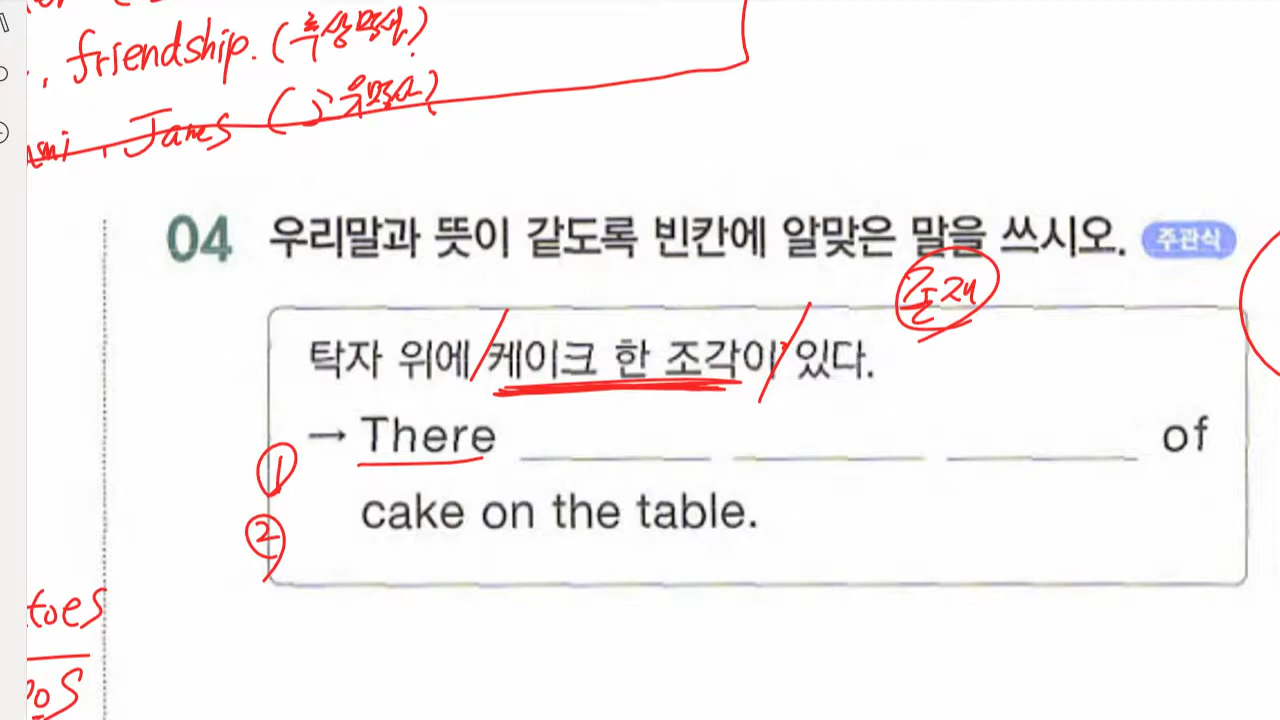 friendship. (추상명사)
James (고유명사)
04 우리말과 뜻이 같도록 빈칸에 알맞은 말을 쓰시오. 주관식
존재
탁자 위에 / 케이크 한 조각이 / 있다.
→ There ______ ______ ______ of
①
cake on the table.
②
toes